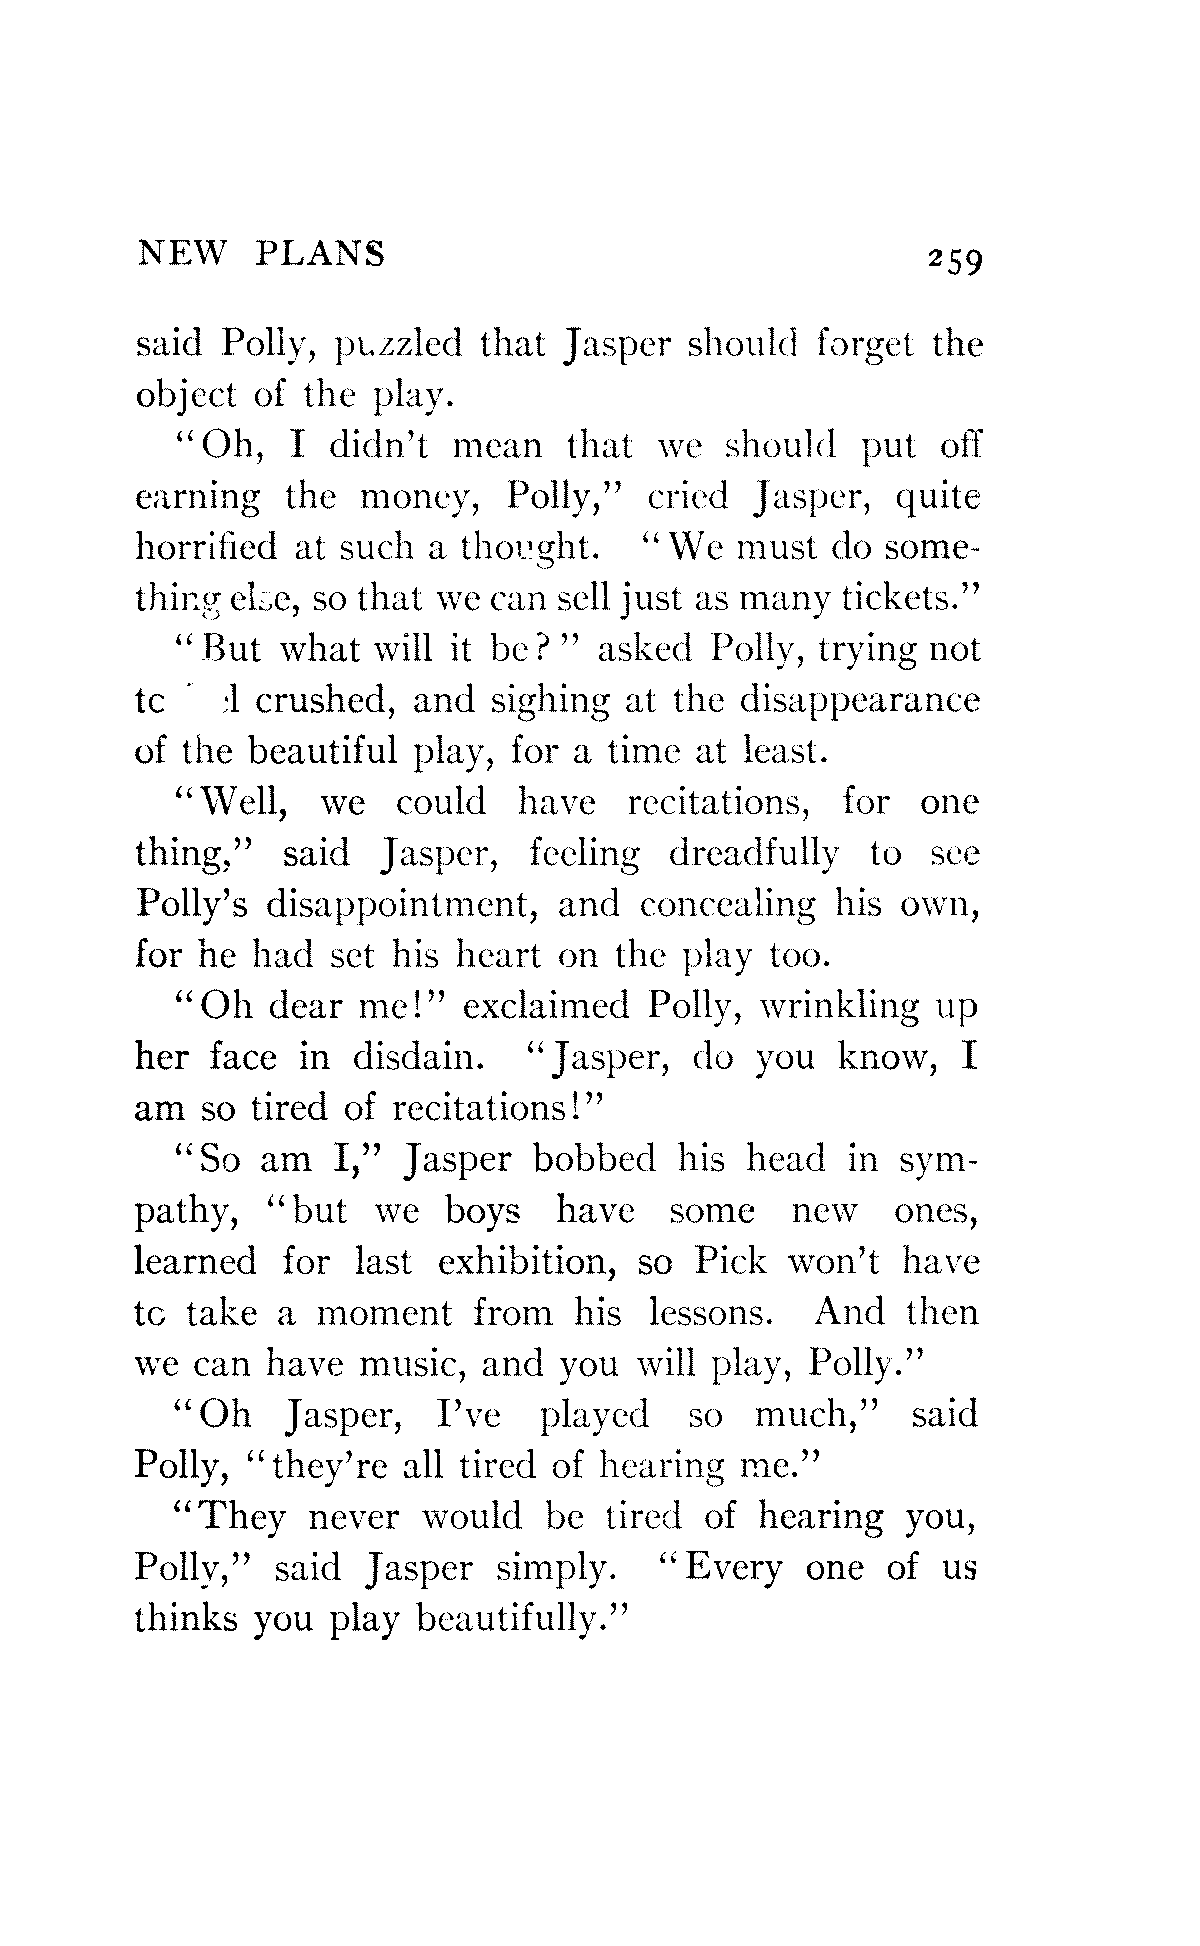 NEW PLANS 259
said Polly, puzzled that Jasper should forget the
object of the play.
"Oh, I didn't mean that we should put off
earning the money, Polly," cried Jasper, quite
horrified at such a thought. "We must do some-
thing else, so that we can sell just as many tickets."
"But what will it be?" asked Polly, trying not
to crushed, and sighing at the disappearance
of the beautiful play, for a time at least.
"Well, we could have recitations, for one
thing," said Jasper, feeling dreadfully to see
Polly's disappointment, and concealing his own,
for he had set his heart on the play too.
"Oh dear me!" exclaimed Polly, wrinkling up
her face in disdain. "Jasper, do you know, I
am so tired of recitations!"
"So am I," Jasper bobbed his head in sym-
pathy, "but we boys have some new ones,
learned for last exhibition, so Pick won't have
to take a moment from his lessons. And then
we can have music, and you will play, Polly."
"Oh Jasper, I've played so much," said
Polly, "they're all tired of hearing me."
"They never would be tired of hearing you,
Polly," said Jasper simply. "Every one of us
thinks you play beautifully."